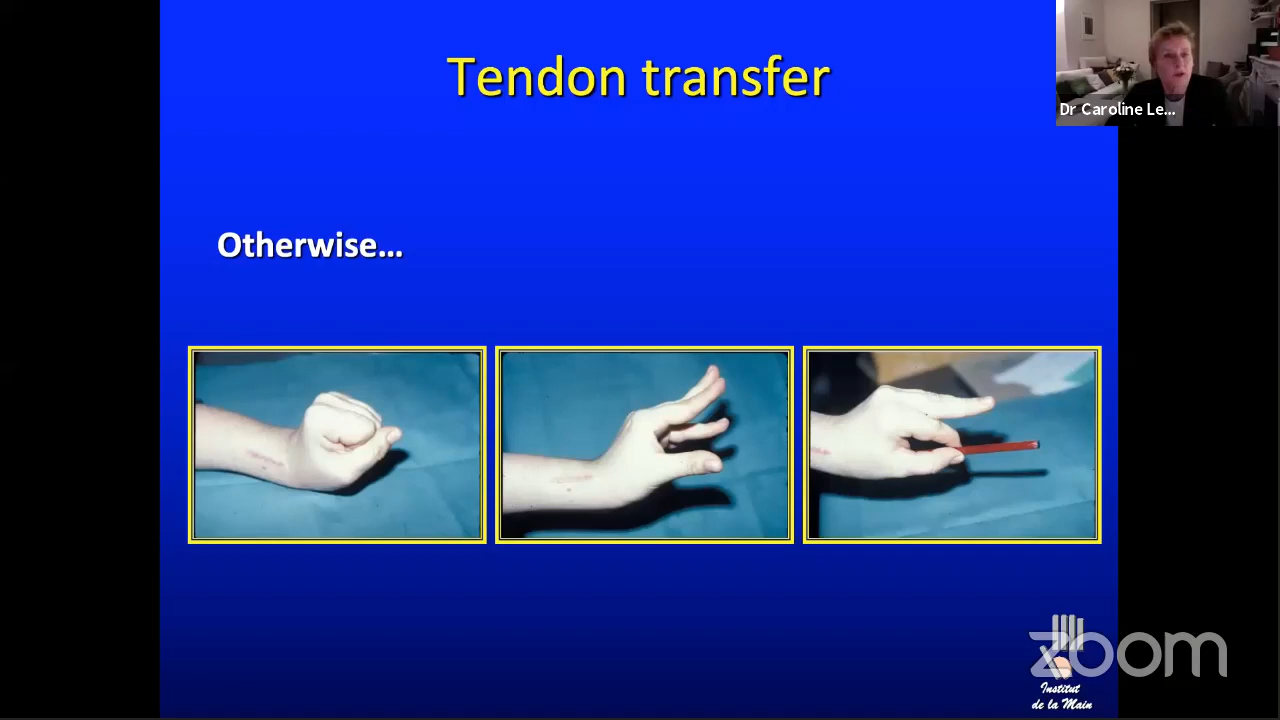 Tendon transfer
Dr Caroline Le...
Otherwise...
zoom
Institut
de la Main